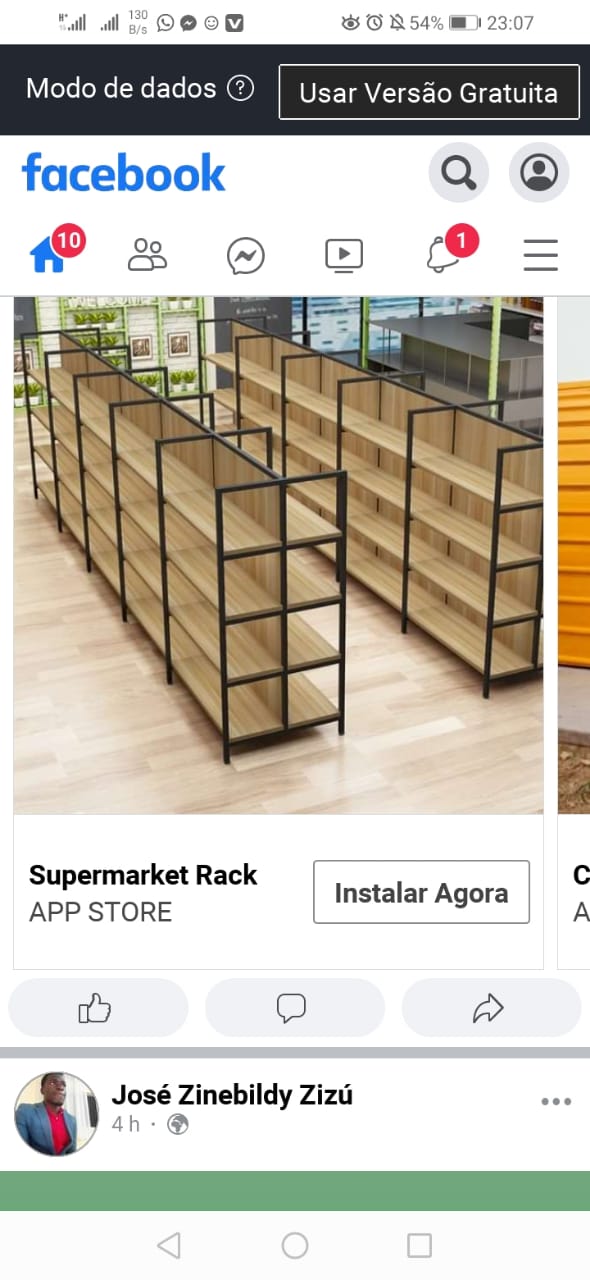 130
B/s
54%
23:07
Modo de dados ?
Usar Versão Gratuita
facebook
10
1
Supermarket Rack
APP STORE
Instalar Agora
C
A
José Zinebildy Zizú
4 h ·